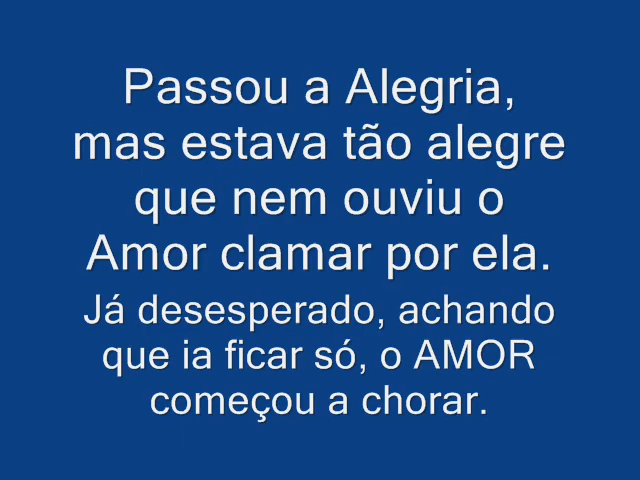 Passou a Alegria,
mas estava tão alegre
que nem ouviu o
Amor clamar por ela.
Já desesperado, achando
que ia ficar só, o AMOR
começou a chorar.